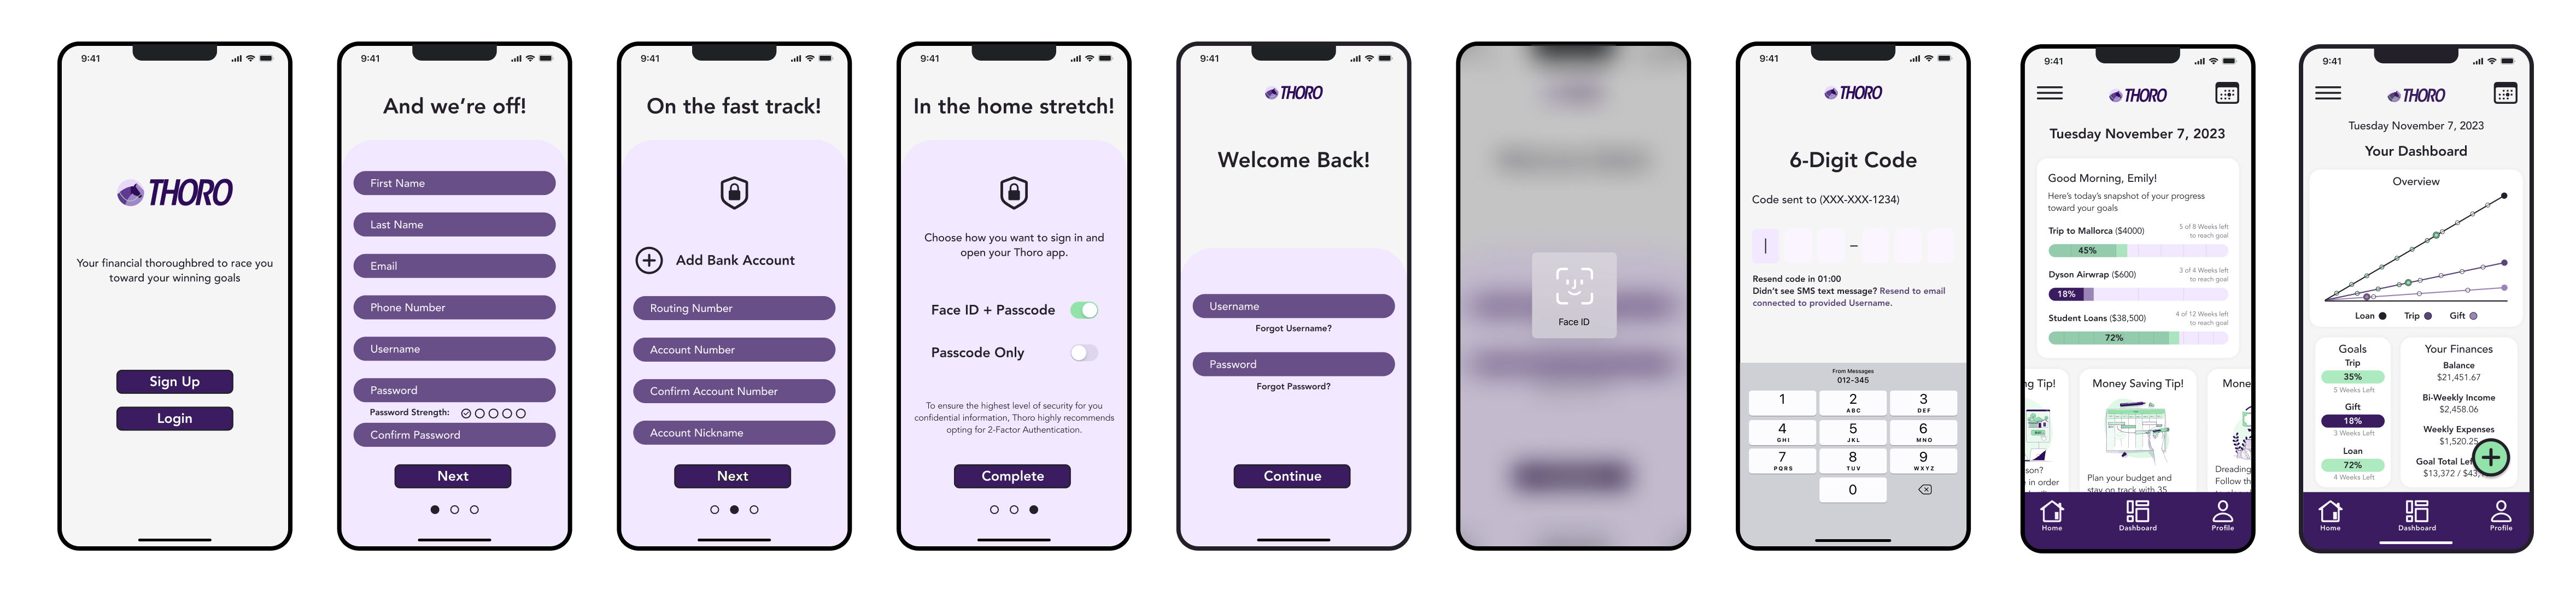 9:41
THORO
Your financial thoroughbred to race you
toward your winning goals
Sign Up
Login
9:41
And we're off!
First Name
Last Name
Email
Phone Number
Username
Password
Password Strength:
Confirm Password
Next
9:41
On the fast track!
Add Bank Account
Routing Number
Account Number
Confirm Account Number
Account Nickname
Next
9:41
In the home stretch!
Choose how you want to sign in and
open your Thoro app.
Face ID + Passcode
Passcode Only
To ensure the highest level of security for you
confidential information, Thoro highly recommends
opting for 2-Factor Authentication.
Complete
9:41
THORO
Welcome Back!
Username
Forgot Username?
Password
Forgot Password?
Continue
Face ID
9:41
THORO
6-Digit Code
Code sent to (XXX-XXX-1234)
–
Resend code in 01:00
Didn't see SMS text message? Resend to email
connected to provided Username.
From Messages
012-345
1 2 3
ABC DEF
4 5 6
GHI JKL MNO
7 8 9
PQRS TUV WXYZ
0
9:41
THORO
Tuesday November 7, 2023
Good Morning, Emily!
Here's today's snapshot of your progress
toward your goals
Trip to Mallorca ($4000) 5 of 8 Weeks left
to reach goal
45%
Dyson Airwrap ($600) 3 of 4 Weeks left
to reach goal
18%
Student Loans ($38,500) 4 of 12 Weeks left
to reach goal
72%
ng Tip!
son?
e in order
Money Saving Tip!
Plan your budget and
stay on track with 35
Mone
Dreading
Follow th
Home Dashboard Profile
9:41
THORO
Tuesday November 7, 2023
Your Dashboard
Overview
Loan Trip Gift
Goals
Trip
35%
5 Weeks Left
Gift
18%
3 Weeks Left
Loan
72%
4 Weeks Left
Your Finances
Balance
$21,451.67
Bi-Weekly Income
$2,458.06
Weekly Expenses
$1,520.25
Goal Total Lef
$13,372 / $43,
Home Dashboard Profile